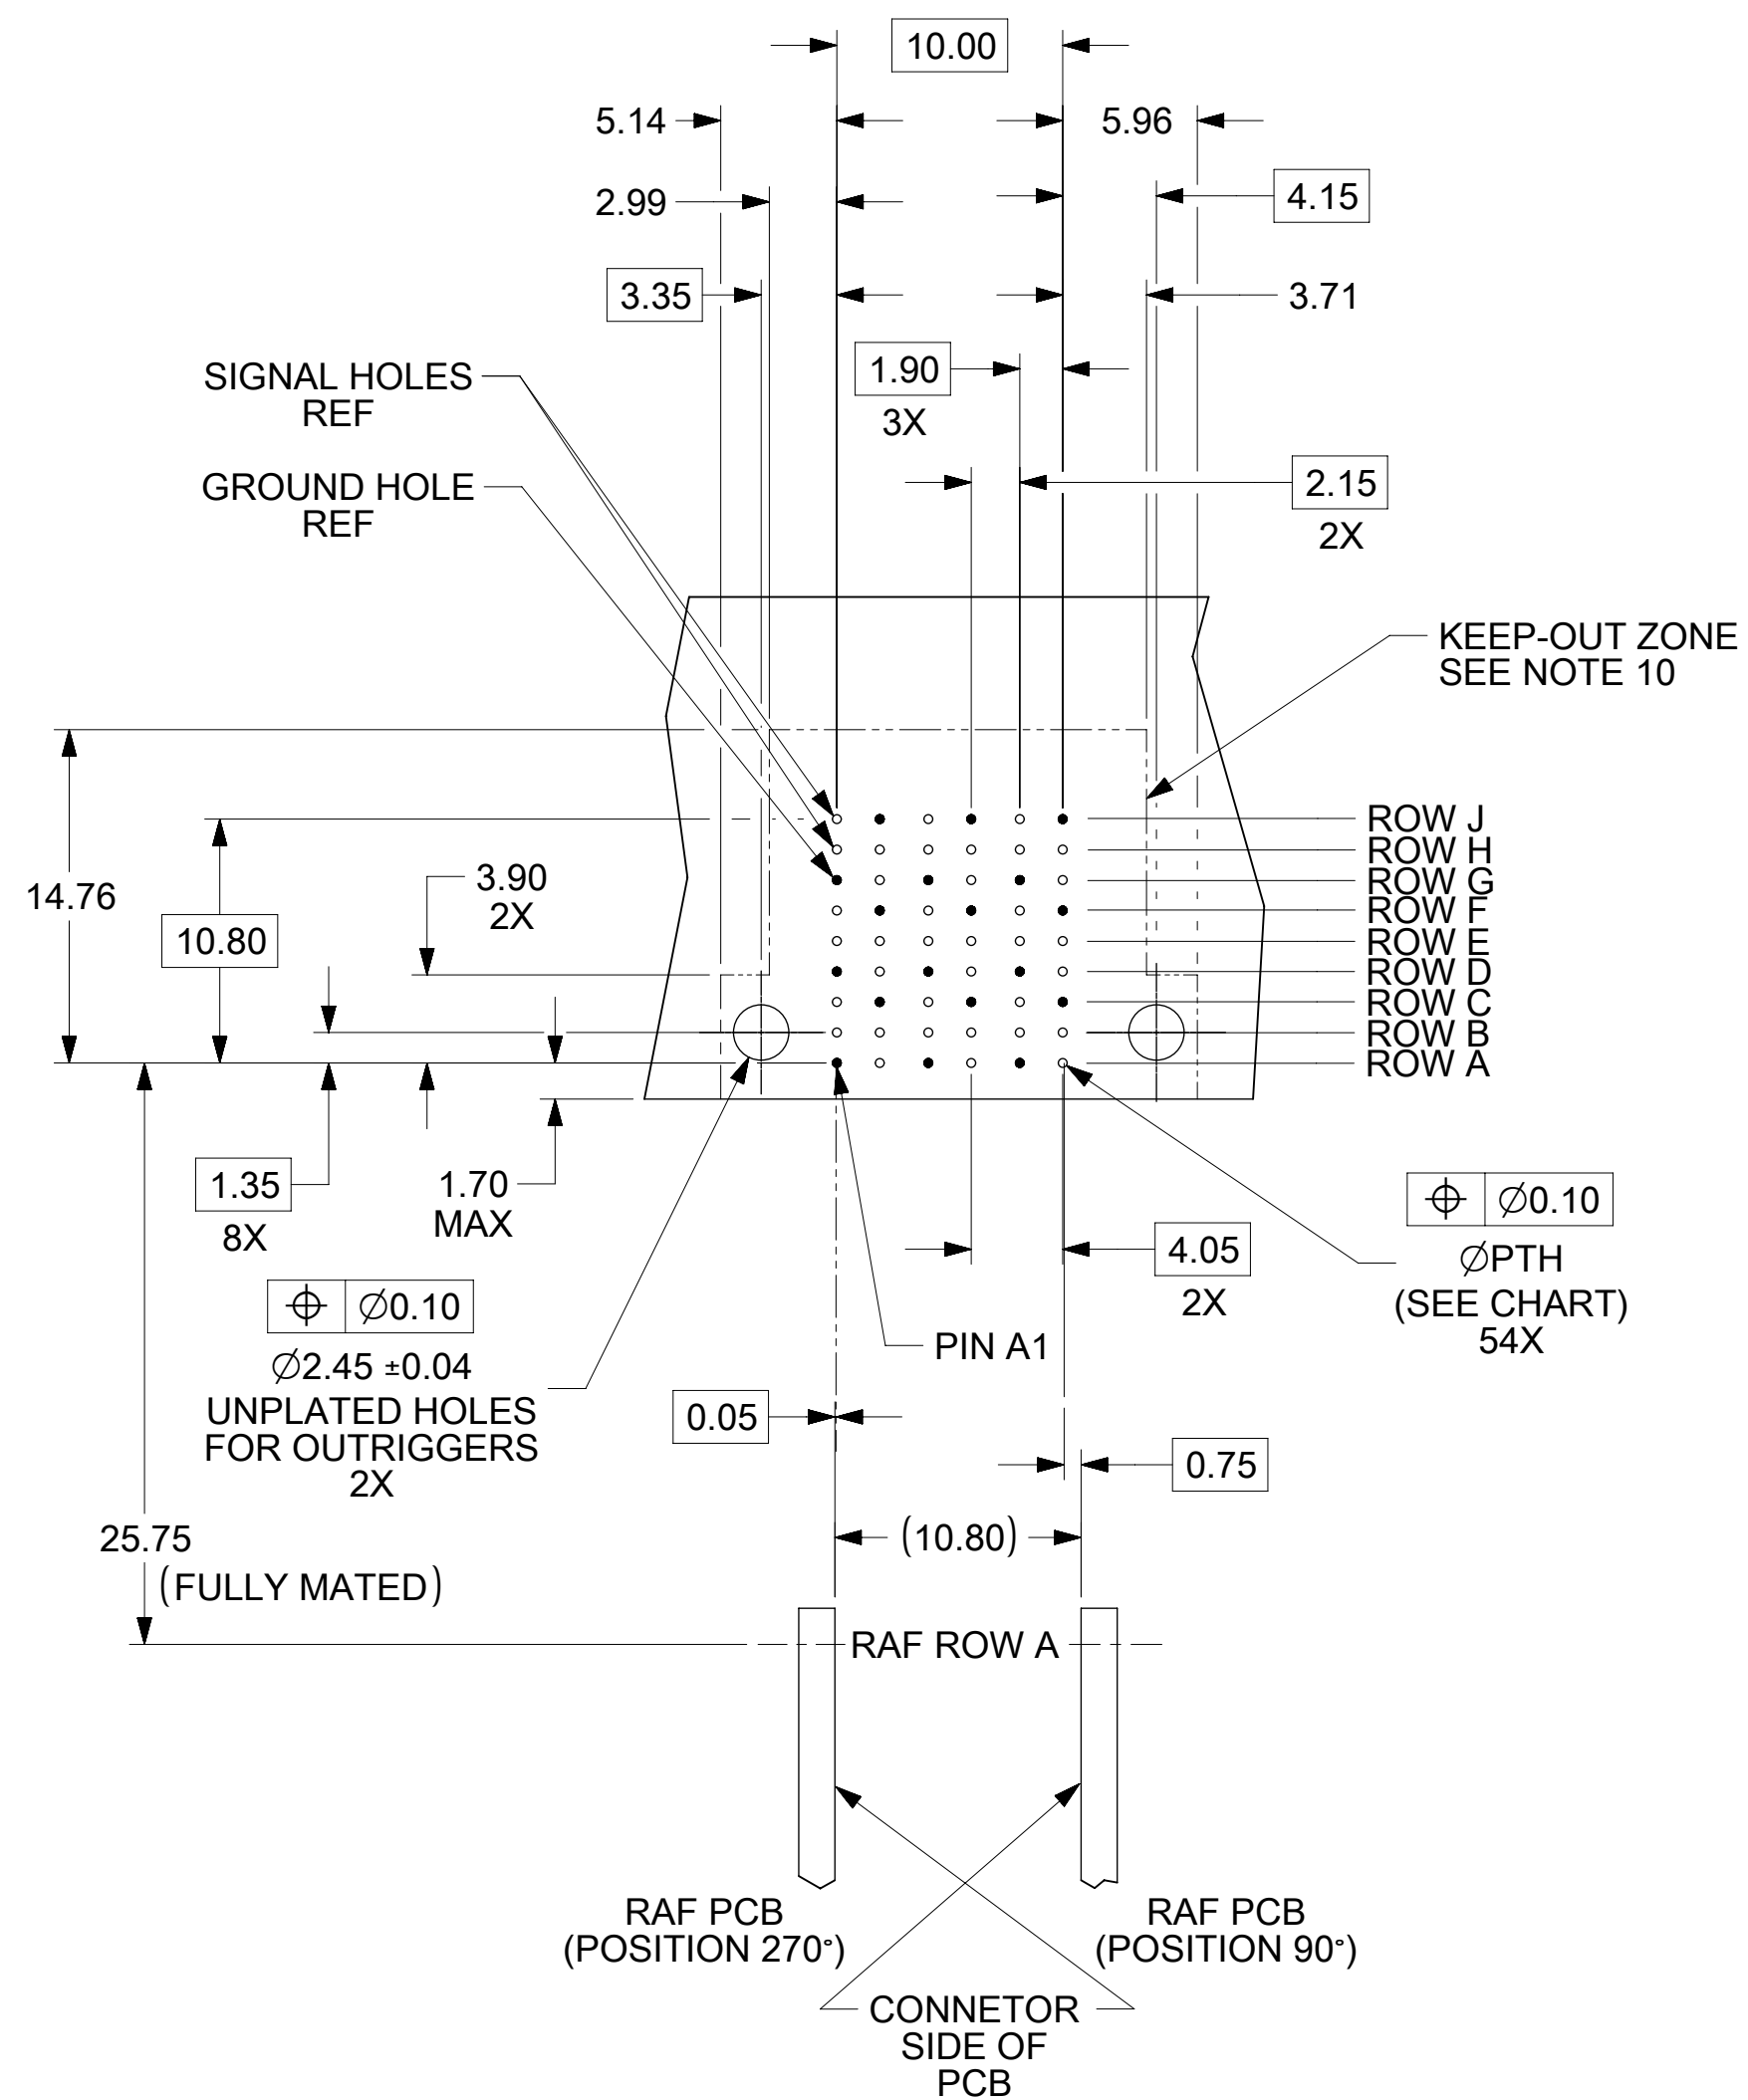 10.00
5.14
5.96
2.99
4.15
3.35
3.71
1.90
3X
SIGNAL HOLES
REF
GROUND HOLE
REF
2.15
2X
KEEP-OUT ZONE
SEE NOTE 10
ROW J
ROW H
ROW G
ROW F
ROW E
ROW D
ROW C
ROW B
ROW A
14.76
10.80
3.90
2X
1.35
8X
1.70
MAX
4.05
2X
⌖ ∅0.10
∅PTH
(SEE CHART)
54X
⌖ ∅0.10
∅2.45 ±0.04
UNPLATED HOLES
FOR OUTRIGGERS
2X
PIN A1
0.05
0.75
25.75
(FULLY MATED)
(10.80)
RAF ROW A
RAF PCB
(POSITION 270°)
RAF PCB
(POSITION 90°)
CONNETOR
SIDE OF
PCB